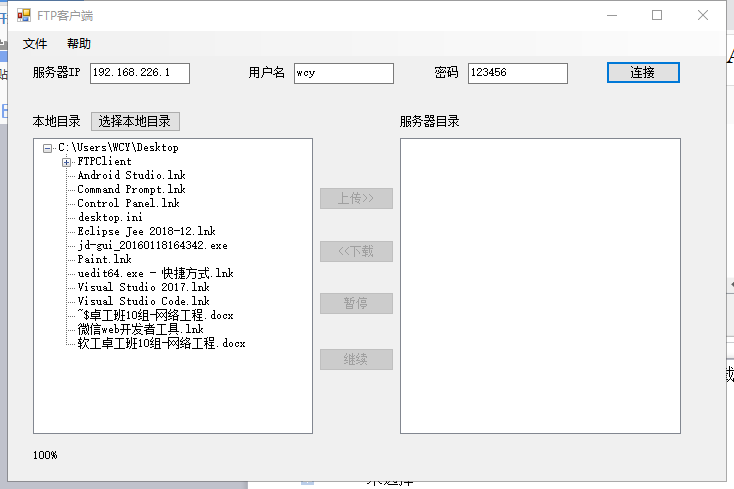 FTP客户端
文件 帮助
服务器IP 192.168.226.1 用户名 wcy 密码 123456 连接
本地目录 选择本地目录 服务器目录
C:\Users\WCY\Desktop
FTPClient
Android Studio.lnk
Command Prompt.lnk
Control Panel.lnk
desktop.ini
Eclipse Jee 2018-12.lnk
jd-gui_20160118164342.exe
Paint.lnk
uedit64.exe - 快捷方式.lnk
Visual Studio 2017.lnk
Visual Studio Code.lnk
~$卓工班10组-网络工程.docx
微信web开发者工具.lnk
软工卓工班10组-网络工程.docx
上传>>
<<下载
暂停
继续
100%